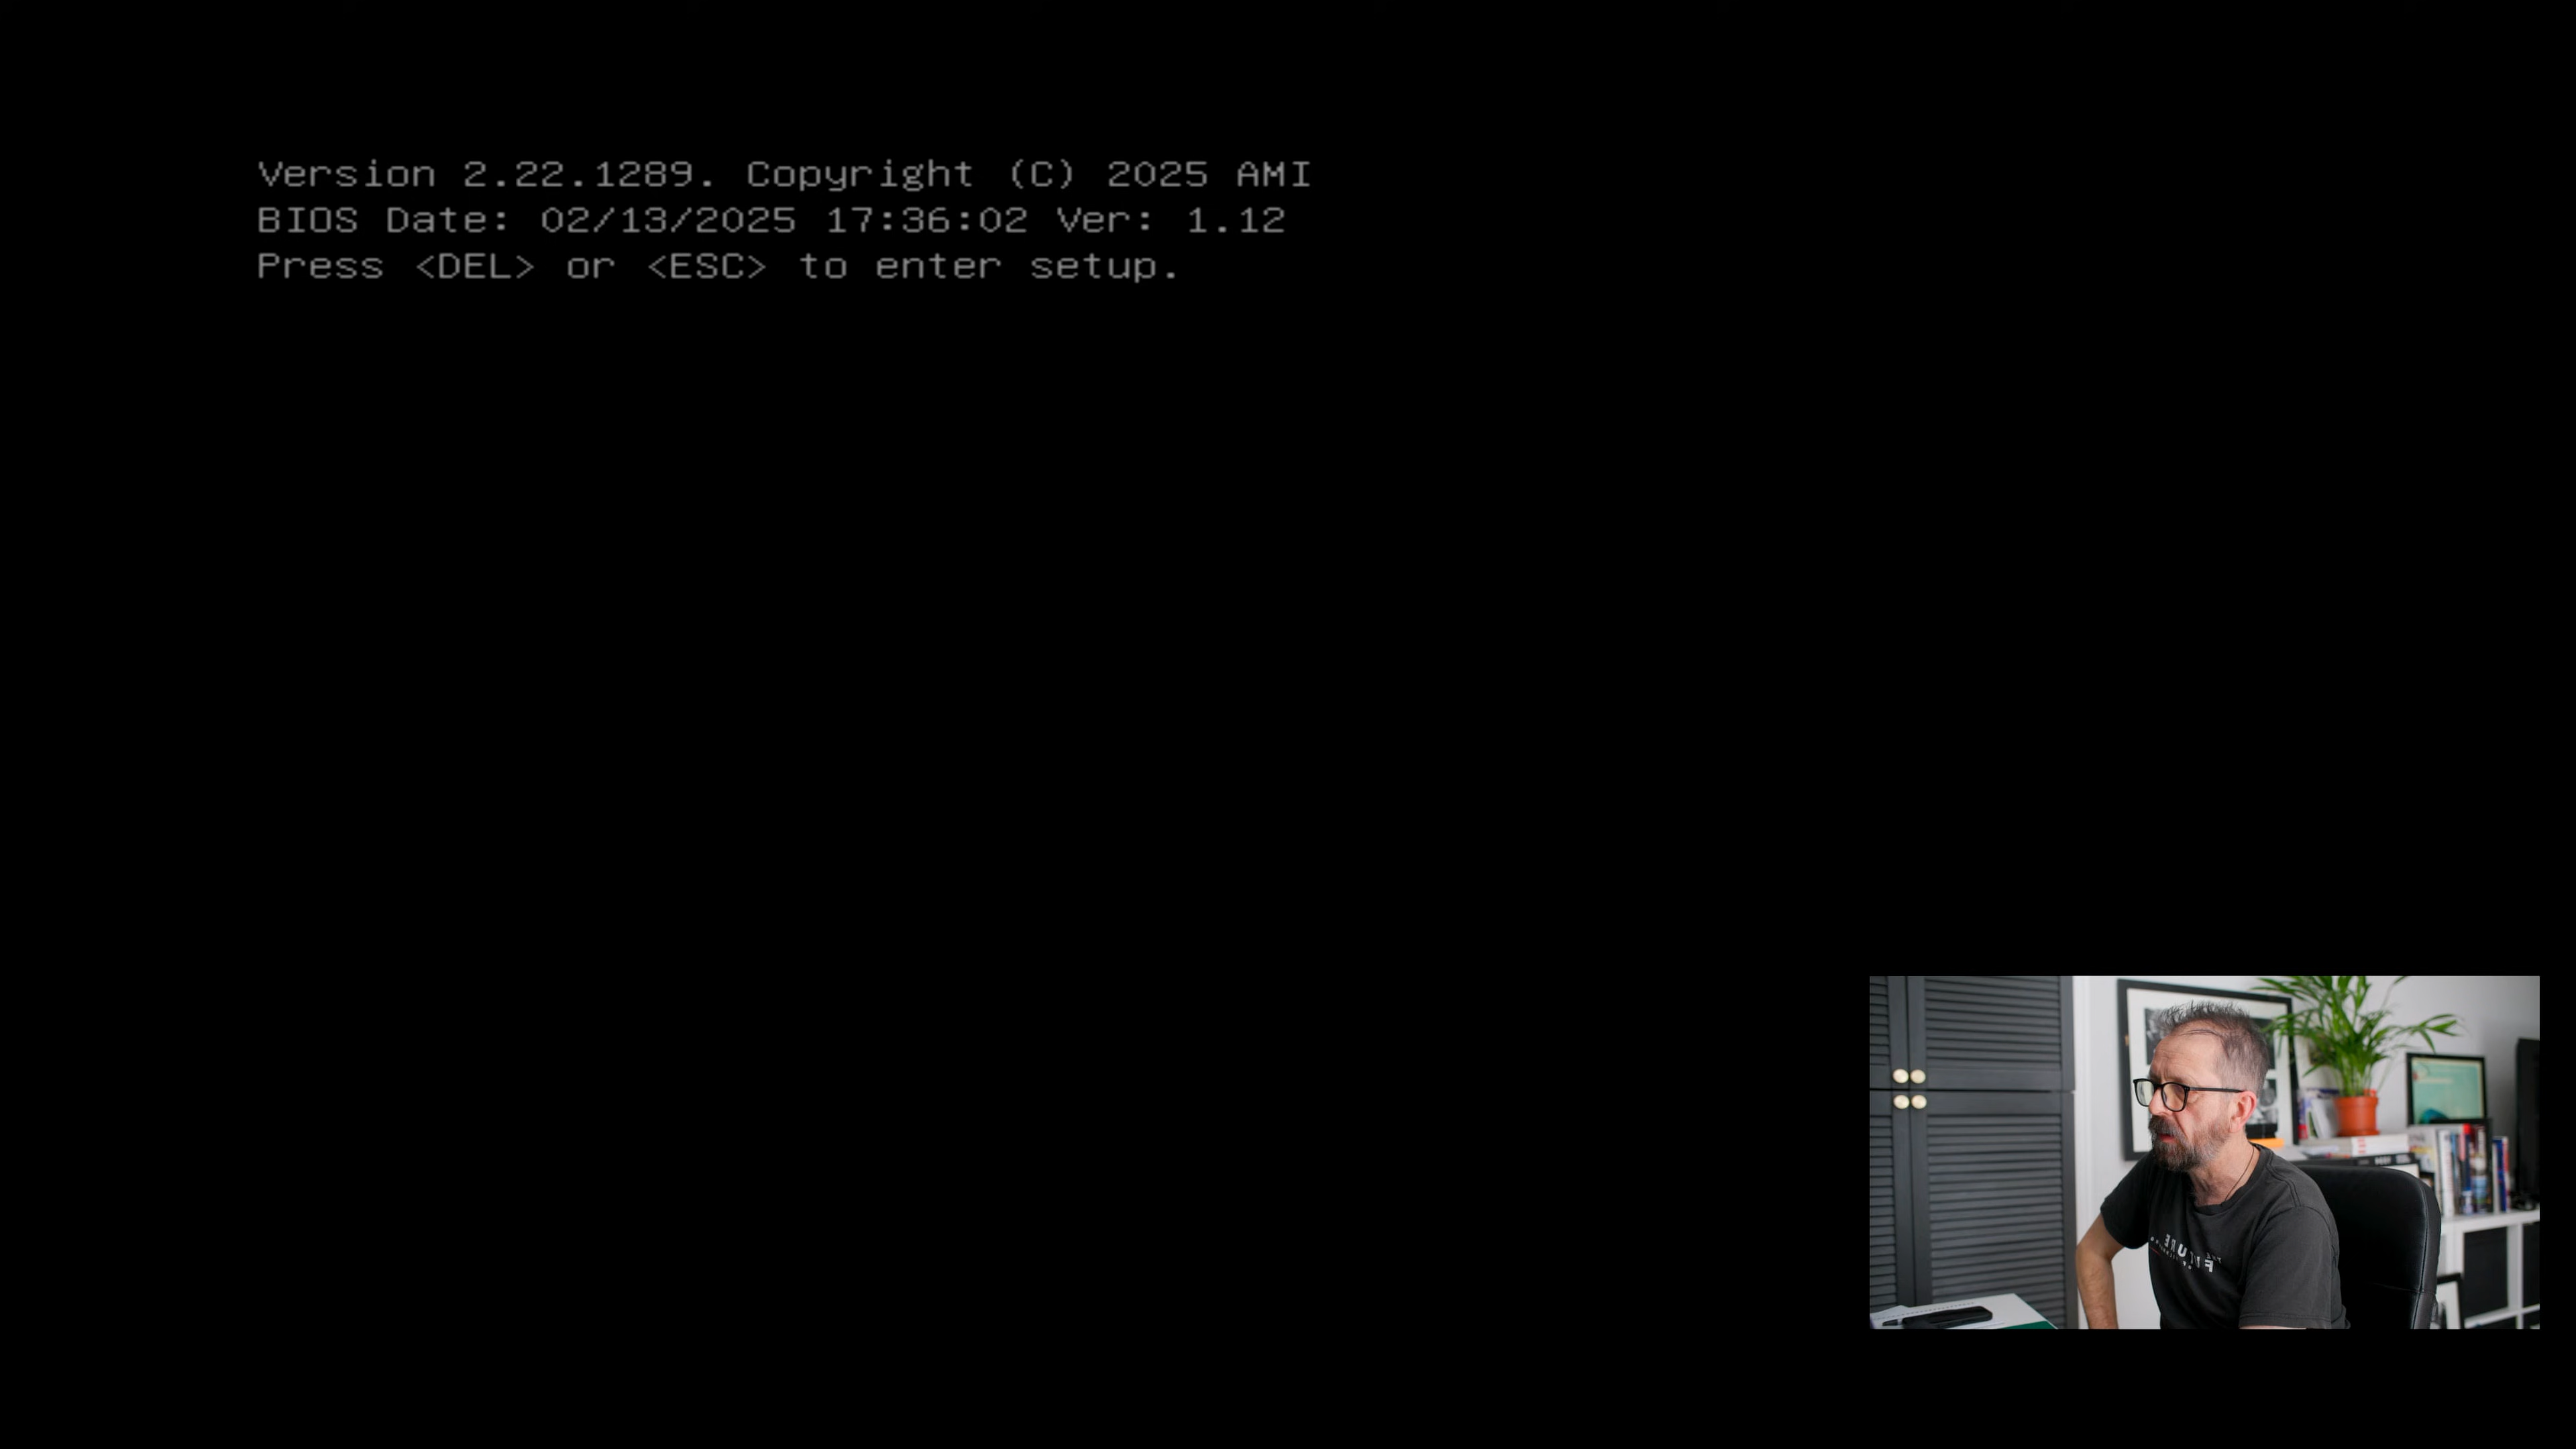 Version 2.22.1289. Copyright (C) 2025 AMI
BIOS Date: 02/13/2025 17:36:02 Ver: 1.12
Press <DEL> or <ESC> to enter setup.